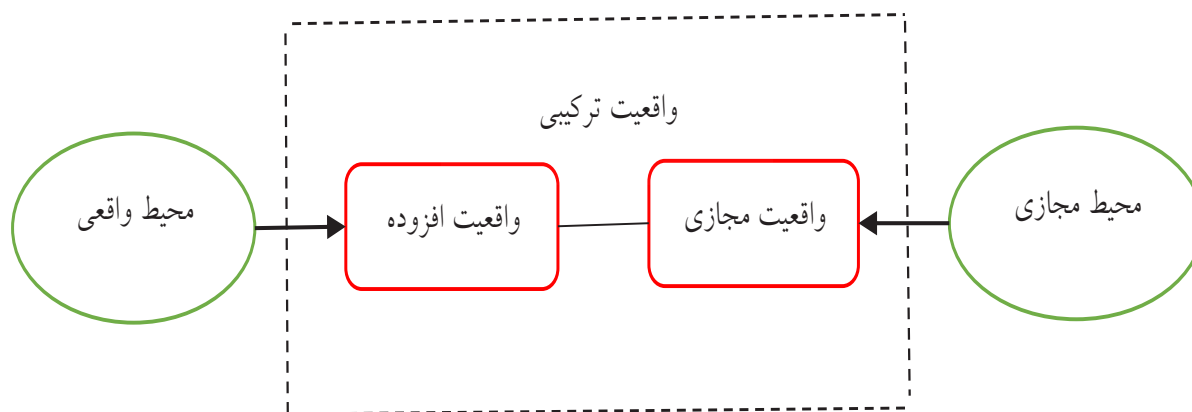 واقعیت ترکیبی
محیط مجازی
واقعیت مجازی
واقعیت افزوده
محیط واقعی